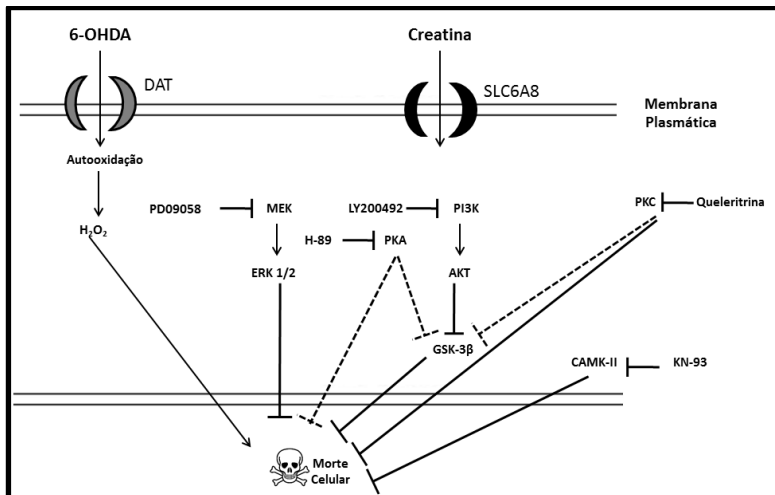 6-OHDA
Creatina
DAT
SLC6A8
Membrana
Plasmática
Autooxidação
PD09058
MEK
LY200492
PI3K
PKC
Queleritrina
H₂O₂
H-89
PKA
ERK 1/2
AKT
GSK-3β
CAMK-II
KN-93
Morte
Celular